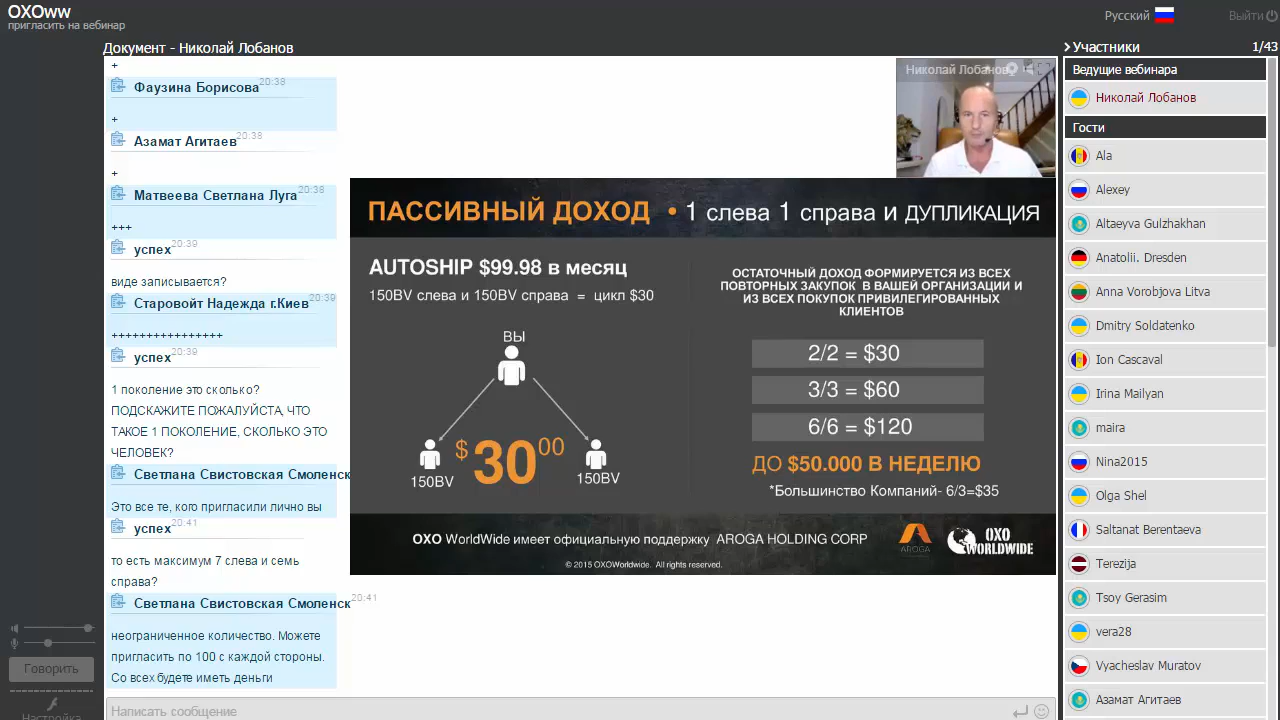 OXOww
пригласить на вебинар
Русский
Выйти
Документ - Николай Лобанов
Участники
1/43
+
Фаузина Борисова 20:38
+
Азамат Агитаев 20:38
+
Матвеева Светлана Луга 20:38
+++
успех 20:39
виде записывается?
Старовойт Надежда г.Киев 20:39
++++++++++++++++
успех 20:39
1 поколение это сколько?
ПОДСКАЖИТЕ ПОЖАЛУЙСТА, ЧТО
ТАКОЕ 1 ПОКОЛЕНИЕ, СКОЛЬКО ЭТО
ЧЕЛОВЕК?
Светлана Свистовская Смоленск
Это все те, кого пригласили лично вы
успех 20:41
то есть максимум 7 слева и семь
справа?
Светлана Свистовская Смоленск 20:41
неограниченное количество. Можете
пригласить по 100 с каждой стороны.
Со всех будете иметь деньги
Написать сообщение
Говорить
Настройка
Николай Лобанов
ПАССИВНЫЙ ДОХОД • 1 слева 1 справа и ДУПЛИКАЦИЯ
AUTOSHIP $99.98 в месяц
150BV слева и 150BV справа = цикл $30
ВЫ
$3000
150BV
150BV
ОСТАТОЧНЫЙ ДОХОД ФОРМИРУЕТСЯ ИЗ ВСЕХ
ПОВТОРНЫХ ЗАКУПОК В ВАШЕЙ ОРГАНИЗАЦИИ И
ИЗ ВСЕХ ПОКУПОК ПРИВИЛЕГИРОВАННЫХ
КЛИЕНТОВ
2/2 = $30
3/3 = $60
6/6 = $120
ДО $50.000 В НЕДЕЛЮ
*Большинство Компаний- 6/3=$35
OXO WorldWide имеет официальную поддержку AROGA HOLDING CORP
AROGA
OXO
WORLDWIDE
© 2015 OXOWorldwide. All rights reserved.
Ведущие вебинара
Николай Лобанов
Гости
Ala
Alexey
Altaeyva Gulzhakhan
Anatolii. Dresden
Anna Vorobjova Litva
Dmitry Soldatenko
Ion Cascaval
Irina Mailyan
maira
Nina2015
Olga Shel
Saltanat Berentaeva
Tsoy Gerasim
vera28
Vyacheslav Muratov
Азамат Агитаев